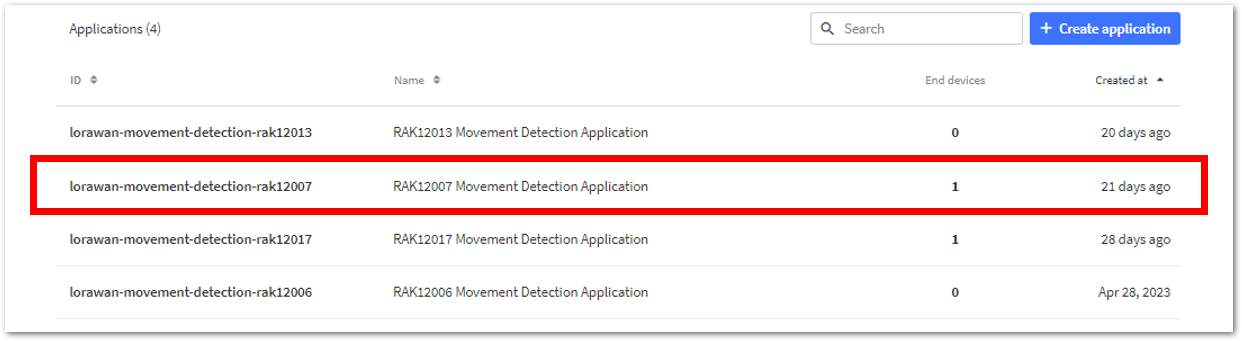 Applications (4)
Search
+ Create application
ID Name End devices Created at
lorawan-movement-detection-rak12013 RAK12013 Movement Detection Application 0 20 days ago
lorawan-movement-detection-rak12007 RAK12007 Movement Detection Application 1 21 days ago
lorawan-movement-detection-rak12017 RAK12017 Movement Detection Application 1 28 days ago
lorawan-movement-detection-rak12006 RAK12006 Movement Detection Application 0 Apr 28, 2023